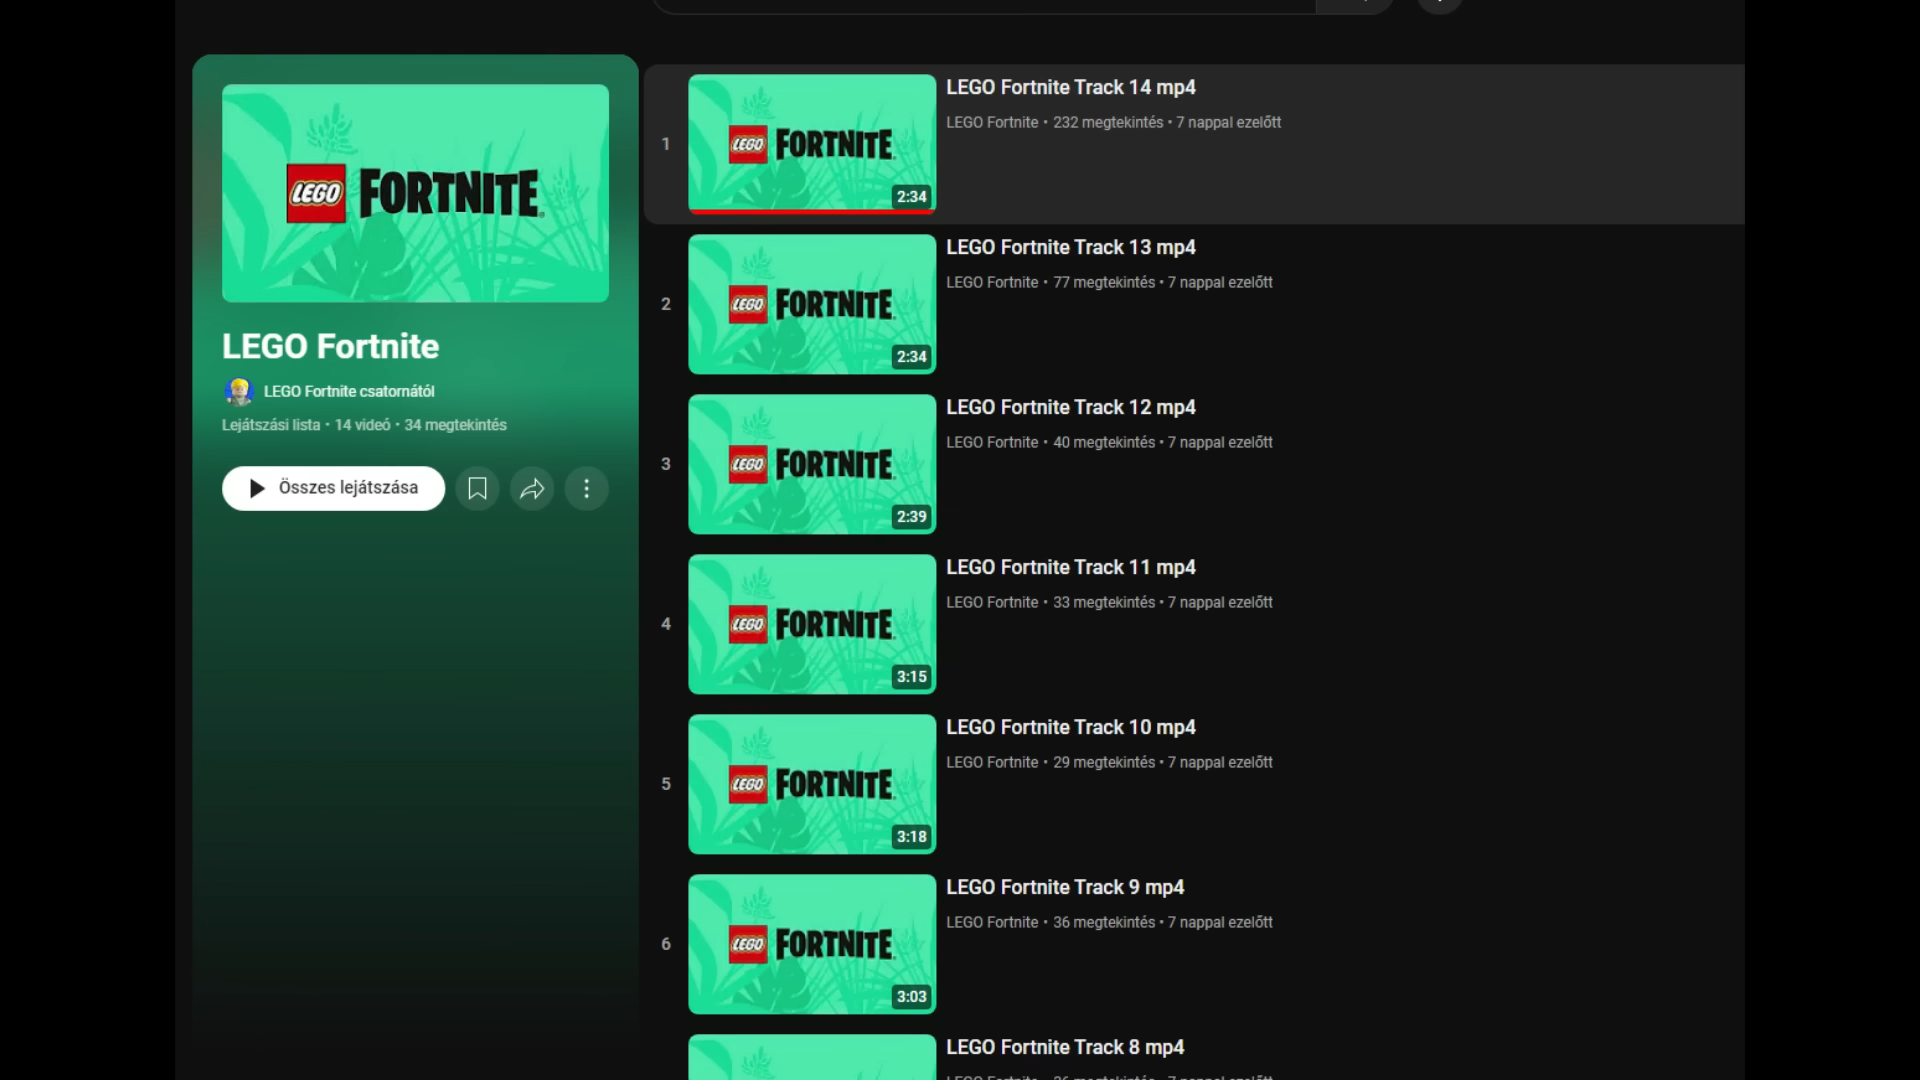 LEGO FORTNITE
LEGO Fortnite
LEGO Fortnite csatornától
Lejátszási lista • 14 videó • 34 megtekintés
Összes lejátszása
1
LEGO FORTNITE
2:34
LEGO Fortnite Track 14 mp4
LEGO Fortnite • 232 megtekintés • 7 nappal ezelőtt
2
LEGO FORTNITE
2:34
LEGO Fortnite Track 13 mp4
LEGO Fortnite • 77 megtekintés • 7 nappal ezelőtt
3
LEGO FORTNITE
2:39
LEGO Fortnite Track 12 mp4
LEGO Fortnite • 40 megtekintés • 7 nappal ezelőtt
4
LEGO FORTNITE
3:15
LEGO Fortnite Track 11 mp4
LEGO Fortnite • 33 megtekintés • 7 nappal ezelőtt
5
LEGO FORTNITE
3:18
LEGO Fortnite Track 10 mp4
LEGO Fortnite • 29 megtekintés • 7 nappal ezelőtt
6
LEGO FORTNITE
3:03
LEGO Fortnite Track 9 mp4
LEGO Fortnite • 36 megtekintés • 7 nappal ezelőtt
LEGO Fortnite Track 8 mp4